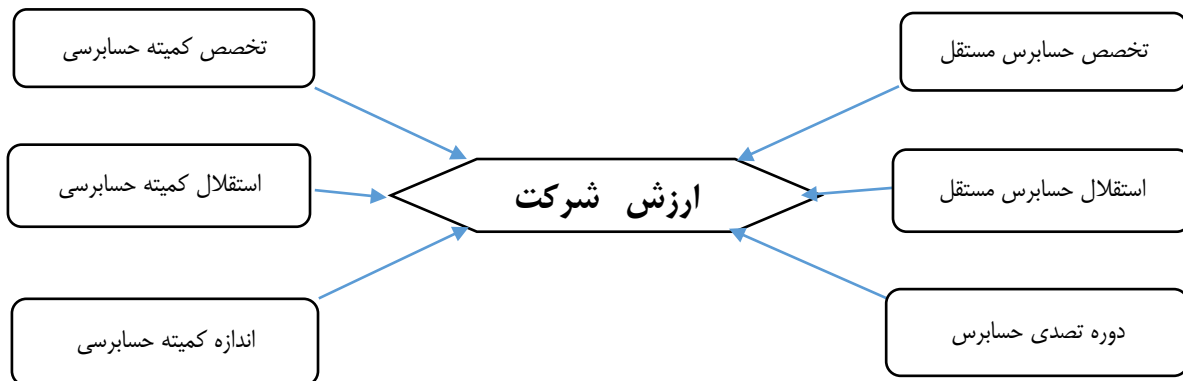 تخصص حسابرس مستقل
تخصص کمیته حسابرسی
استقلال حسابرس مستقل
ارزش شرکت
استقلال کمیته حسابرسی
دوره تصدی حسابرس
اندازه کمیته حسابرسی